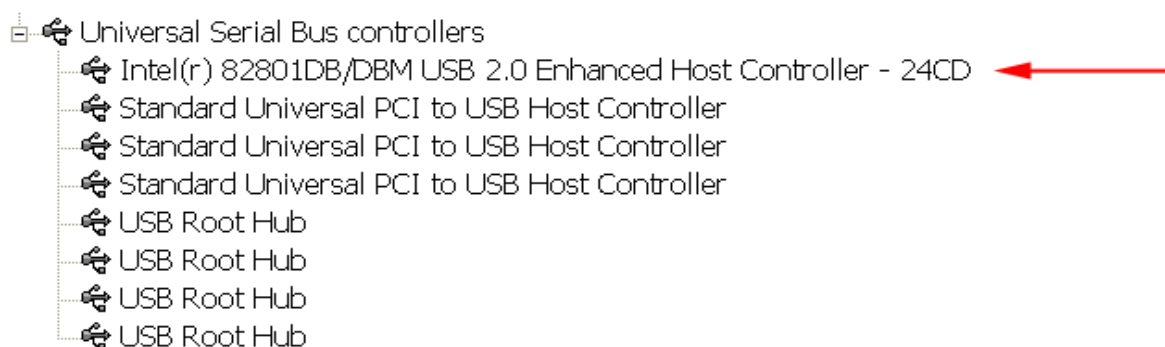 Universal Serial Bus controllers
Intel(r) 82801DB/DBM USB 2.0 Enhanced Host Controller - 24CD
Standard Universal PCI to USB Host Controller
Standard Universal PCI to USB Host Controller
Standard Universal PCI to USB Host Controller
USB Root Hub
USB Root Hub
USB Root Hub
USB Root Hub